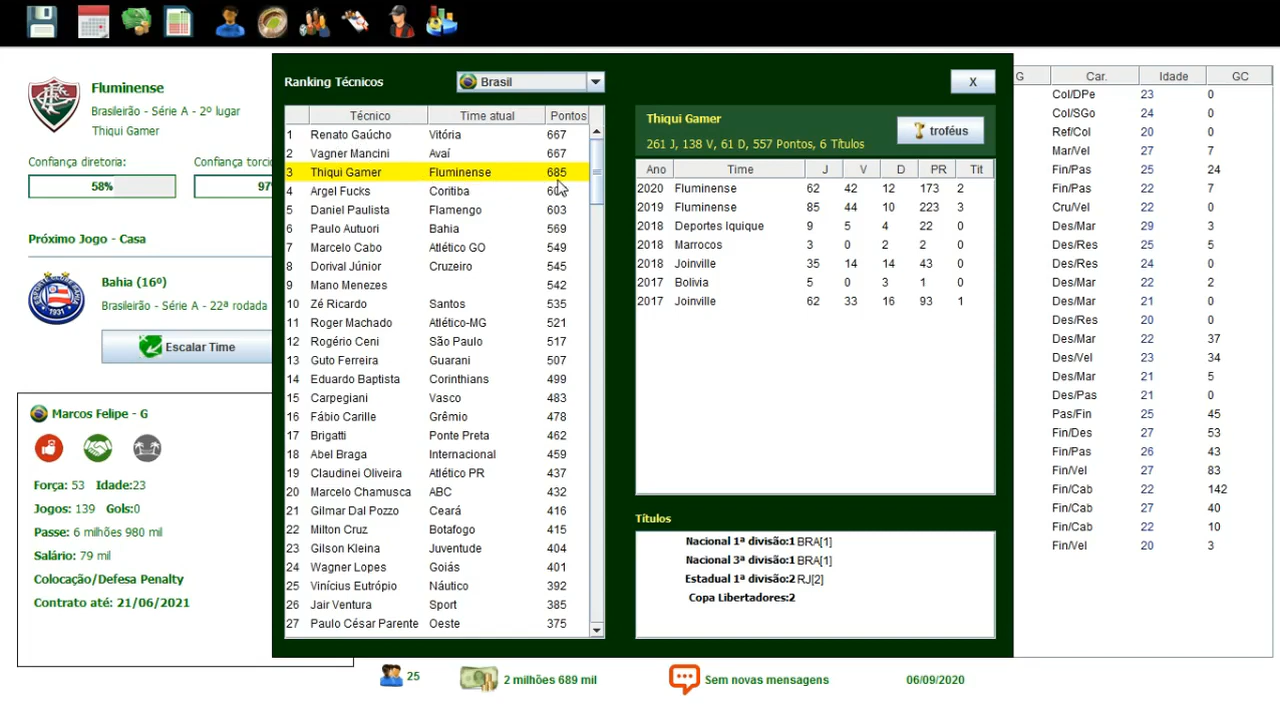 Fluminense
Brasileirão - Série A - 2º lugar
Thiqui Gamer
Confiança diretoria:
58%
Confiança torcid
97%
Próximo Jogo - Casa
Bahia (16º)
Brasileirão - Série A - 22ª rodada
Escalar Time
Marcos Felipe - G
Força: 53 Idade:23
Jogos: 139 Gols:0
Passe: 6 milhões 980 mil
Salário: 79 mil
Colocação/Defesa Penalty
Contrato até: 21/06/2021
Ranking Técnicos
Brasil
X
Técnico Time atual Pontos
1 Renato Gaúcho Vitória 667
2 Vagner Mancini Avaí 667
3 Thiqui Gamer Fluminense 685
4 Argel Fucks Coritiba
5 Daniel Paulista Flamengo 603
6 Paulo Autuori Bahia 569
7 Marcelo Cabo Atlético GO 549
8 Dorival Júnior Cruzeiro 545
9 Mano Menezes 542
10 Zé Ricardo Santos 535
11 Roger Machado Atlético-MG 521
12 Rogério Ceni São Paulo 517
13 Guto Ferreira Guarani 507
14 Eduardo Baptista Corinthians 499
15 Carpegiani Vasco 483
16 Fábio Carille Grêmio 478
17 Brigatti Ponte Preta 462
18 Abel Braga Internacional 459
19 Claudinei Oliveira Atlético PR 437
20 Marcelo Chamusca ABC 432
21 Gilmar Dal Pozzo Ceará 416
22 Milton Cruz Botafogo 415
23 Gilson Kleina Juventude 404
24 Wagner Lopes Goiás 401
25 Vinícius Eutrópio Náutico 392
26 Jair Ventura Sport 385
27 Paulo César Parente Oeste 375
Thiqui Gamer
261 J, 138 V, 61 D, 557 Pontos, 6 Títulos
troféus
Ano Time J V D PR Tit
2020 Fluminense 62 42 12 173 2
2019 Fluminense 85 44 10 223 3
2018 Deportes Iquique 9 5 4 22 0
2018 Marrocos 3 0 2 2 0
2018 Joinville 35 14 14 43 0
2017 Bolivia 5 0 3 1 0
2017 Joinville 62 33 16 93 1
Títulos
Nacional 1ª divisão:1 BRA[1]
Nacional 3ª divisão:1 BRA[1]
Estadual 1ª divisão:2 RJ[2]
Copa Libertadores:2
G Car. Idade GC
Col/DPe 23 0
Col/SGo 24 0
Ref/Col 20 0
Mar/Vel 27 7
Fin/Pas 25 24
Fin/Pas 22 7
Cru/Vel 22 0
Des/Mar 29 3
Des/Res 25 5
Des/Res 24 0
Des/Mar 22 2
Des/Mar 21 0
Des/Res 20 0
Des/Mar 22 37
Des/Vel 23 34
Des/Mar 21 5
Des/Pas 21 0
Pas/Fin 25 45
Fin/Des 27 53
Fin/Pas 26 43
Fin/Vel 27 83
Fin/Cab 22 142
Fin/Cab 27 40
Fin/Cab 22 10
Fin/Vel 20 3
25
2 milhões 689 mil
Sem novas mensagens
06/09/2020